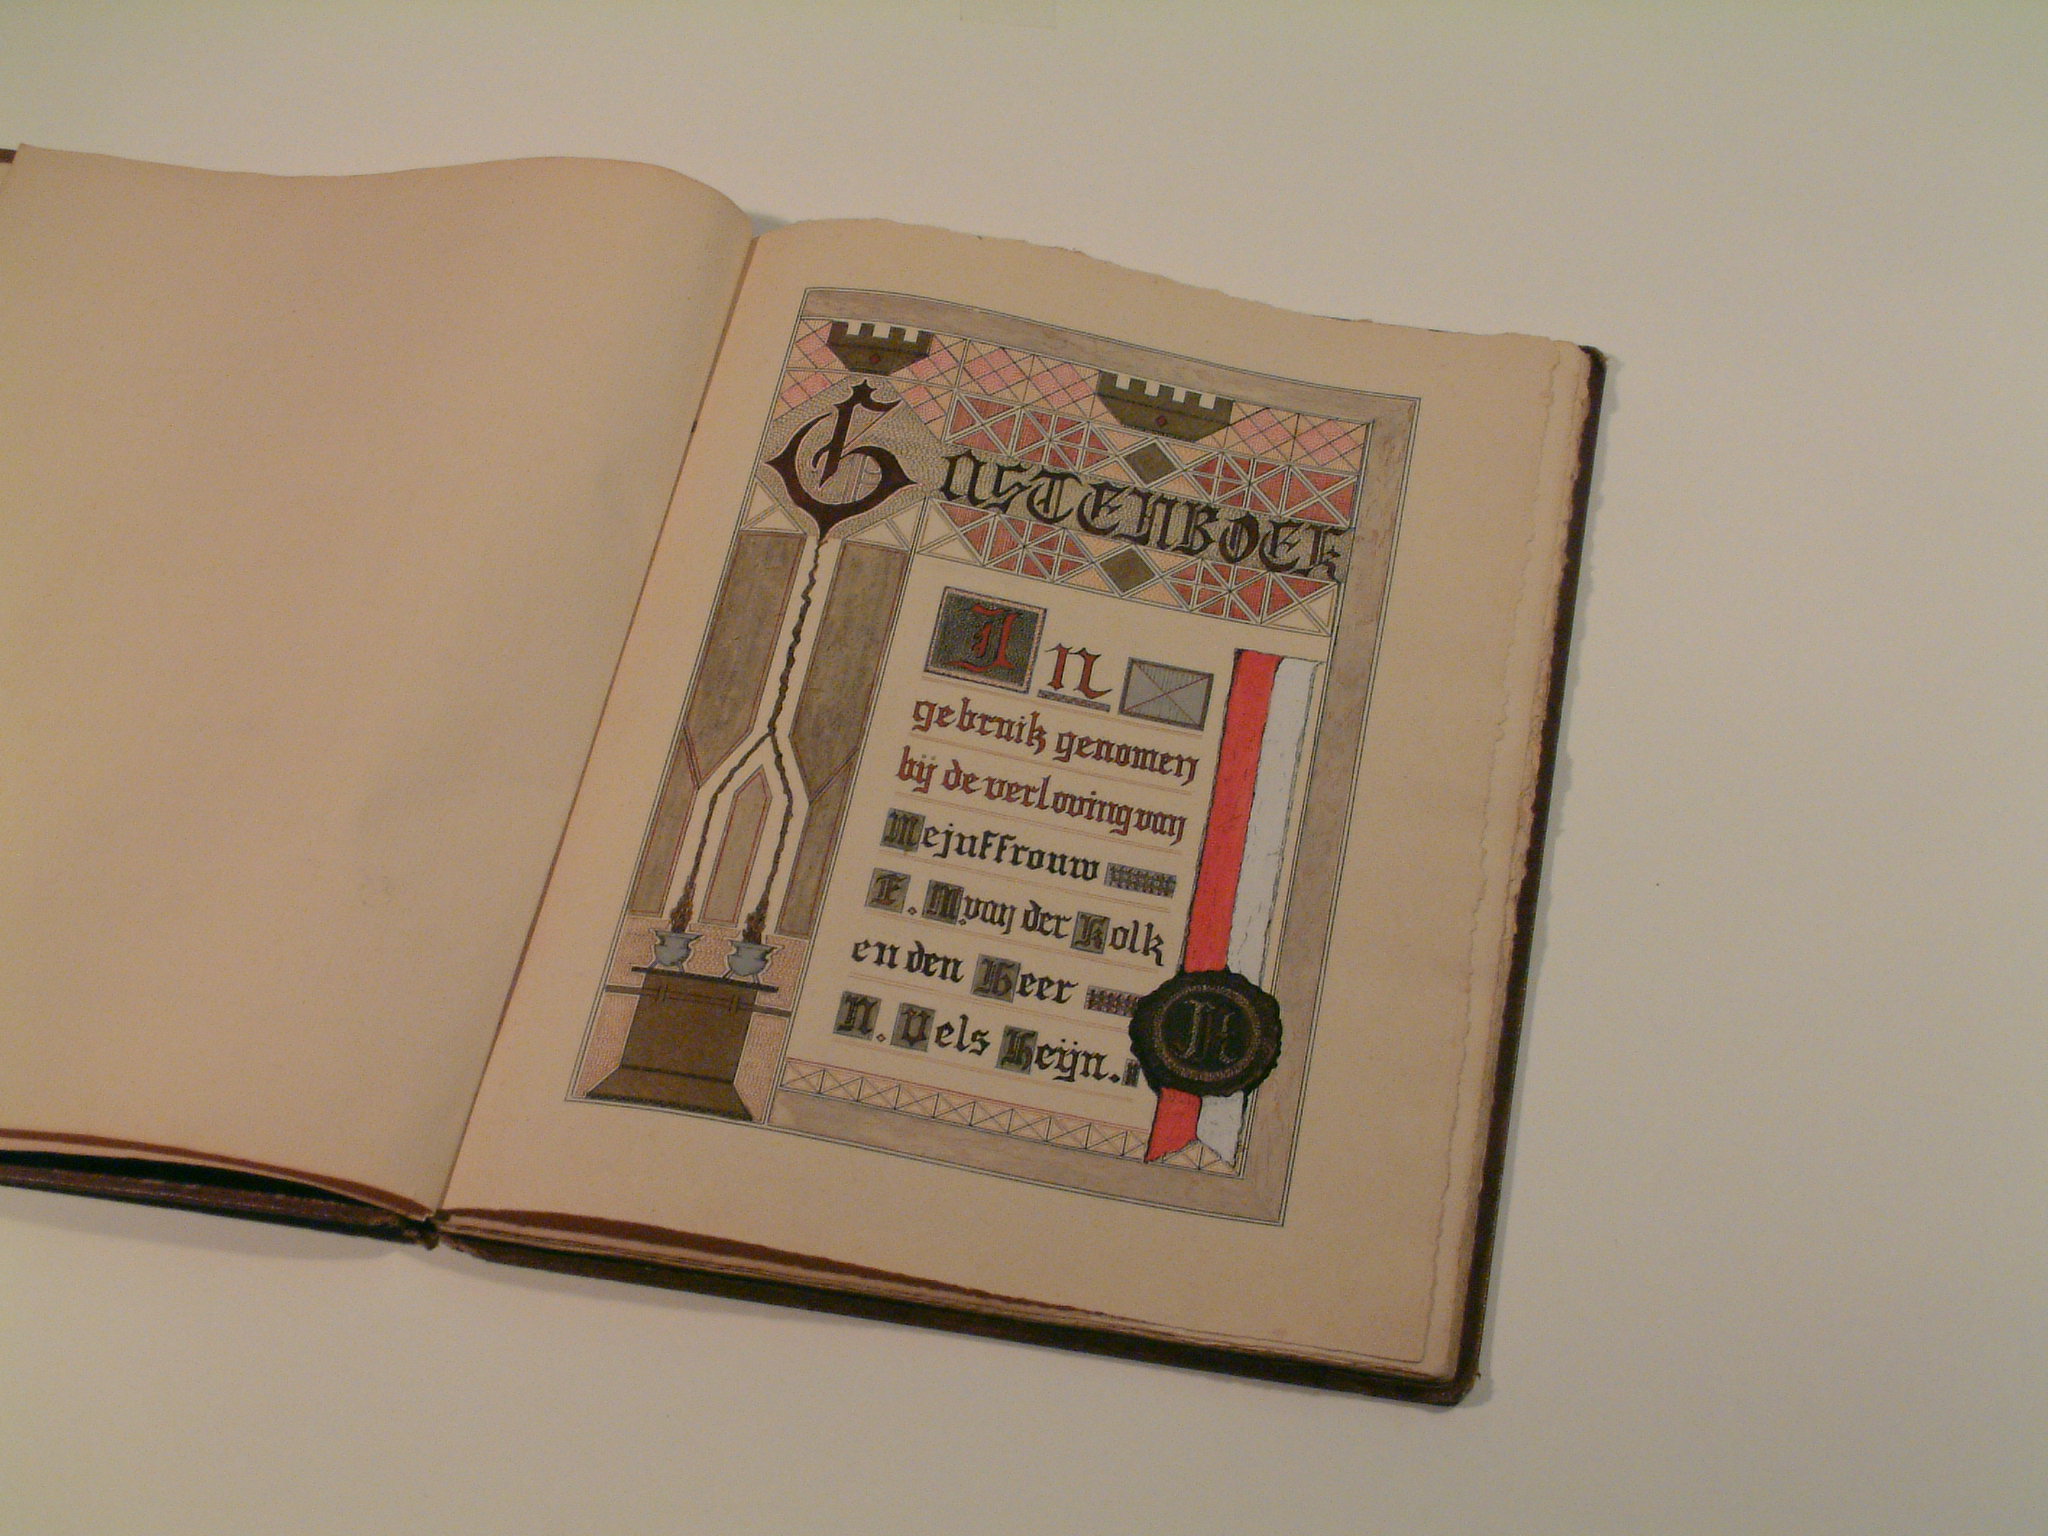 GASTENBOEK
In
gebruik genomen
bij de verloving van
Mejuffrouw
E. M. van der Kolk
en den Heer
N. Vels Heijn.
N